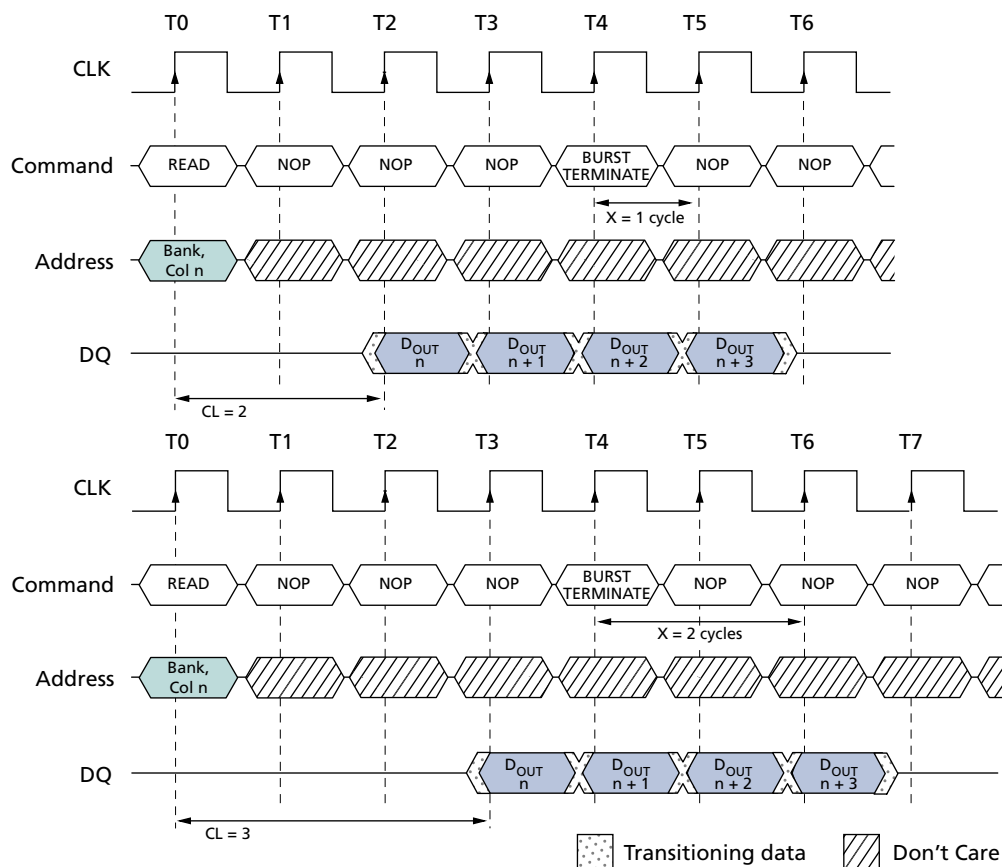 T0 T1 T2 T3 T4 T5 T6
CLK
Command READ NOP NOP NOP BURST TERMINATE NOP NOP
X = 1 cycle
Address Bank, Col n
DQ DOUT n DOUT n + 1 DOUT n + 2 DOUT n + 3
CL = 2
T0 T1 T2 T3 T4 T5 T6 T7
CLK
Command READ NOP NOP NOP BURST TERMINATE NOP NOP NOP
X = 2 cycles
Address Bank, Col n
DQ DOUT n DOUT n + 1 DOUT n + 2 DOUT n + 3
CL = 3
Transitioning data Don't Care